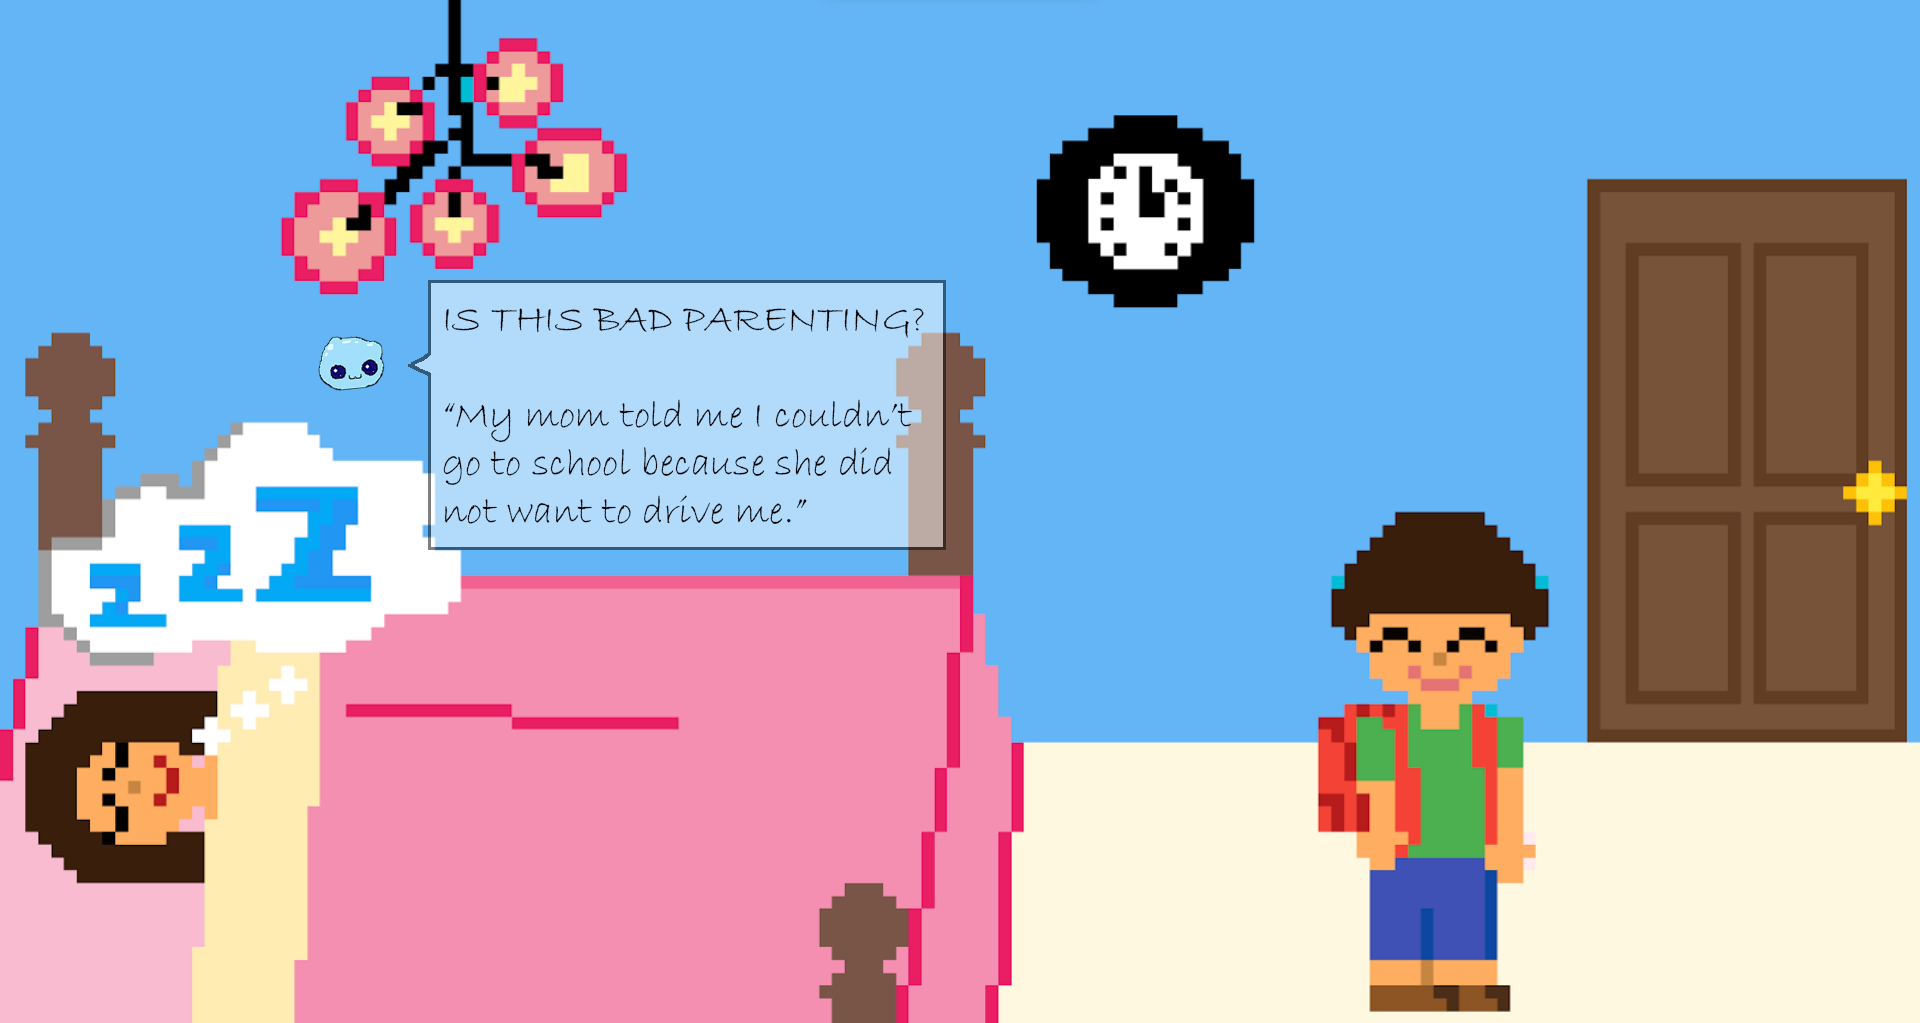 IS THIS BAD PARENTING?
“My mom told me I couldn’t
go to school because she did
not want to drive me.”
z z Z